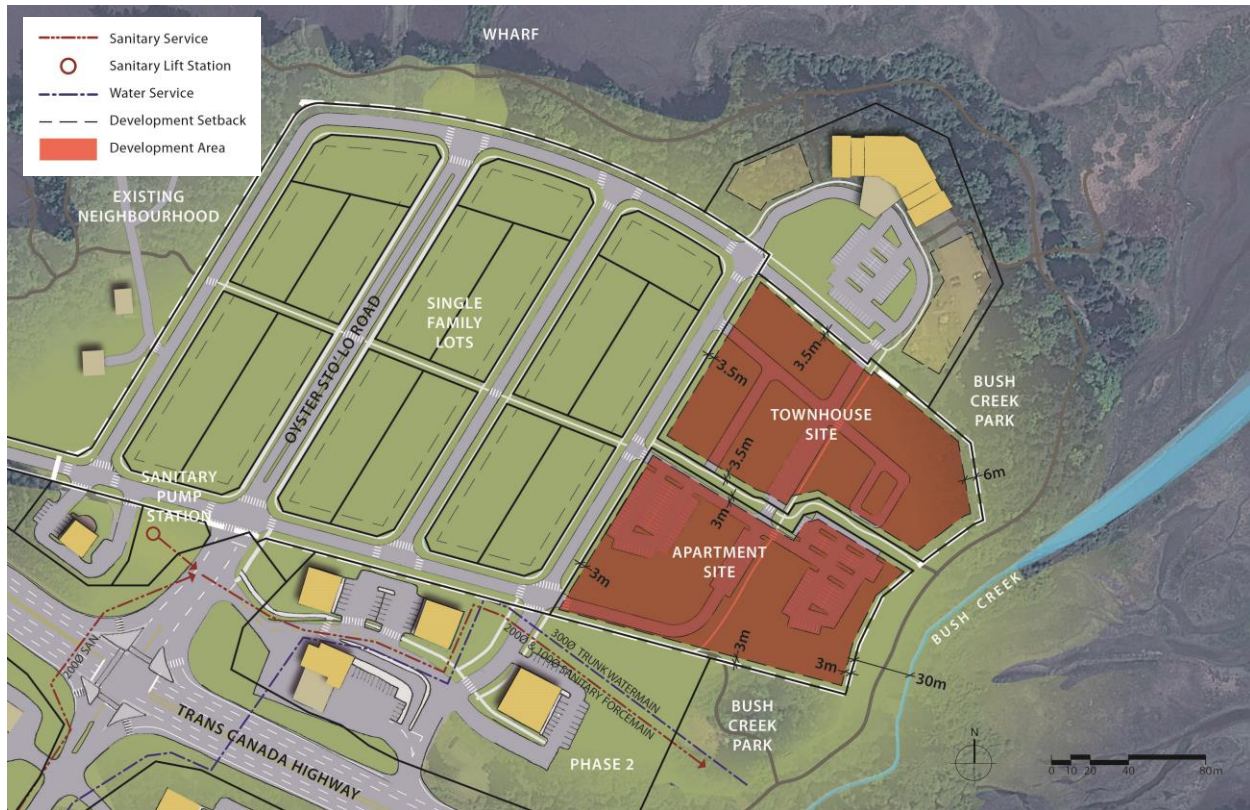 Sanitary Service
Sanitary Lift Station
Water Service
Development Setback
Development Area
WHARF
EXISTING
NEIGHBOURHOOD
SINGLE
FAMILY
LOTS
OYSTER STO'LO ROAD
3.5m
3.5m
TOWNHOUSE
SITE
BUSH
CREEK
PARK
6m
3.5m
3m
SANITARY
PUMP
STATION
APARTMENT
SITE
3m
3m
3m
30m
BUSH CREEK
200Ø SAN
300Ø TRUNK WATERMAIN
200Ø & 100Ø SANITARY FORCEMAIN
TRANS CANADA HIGHWAY
BUSH
CREEK
PARK
PHASE 2
N
0 10 20 40 80m